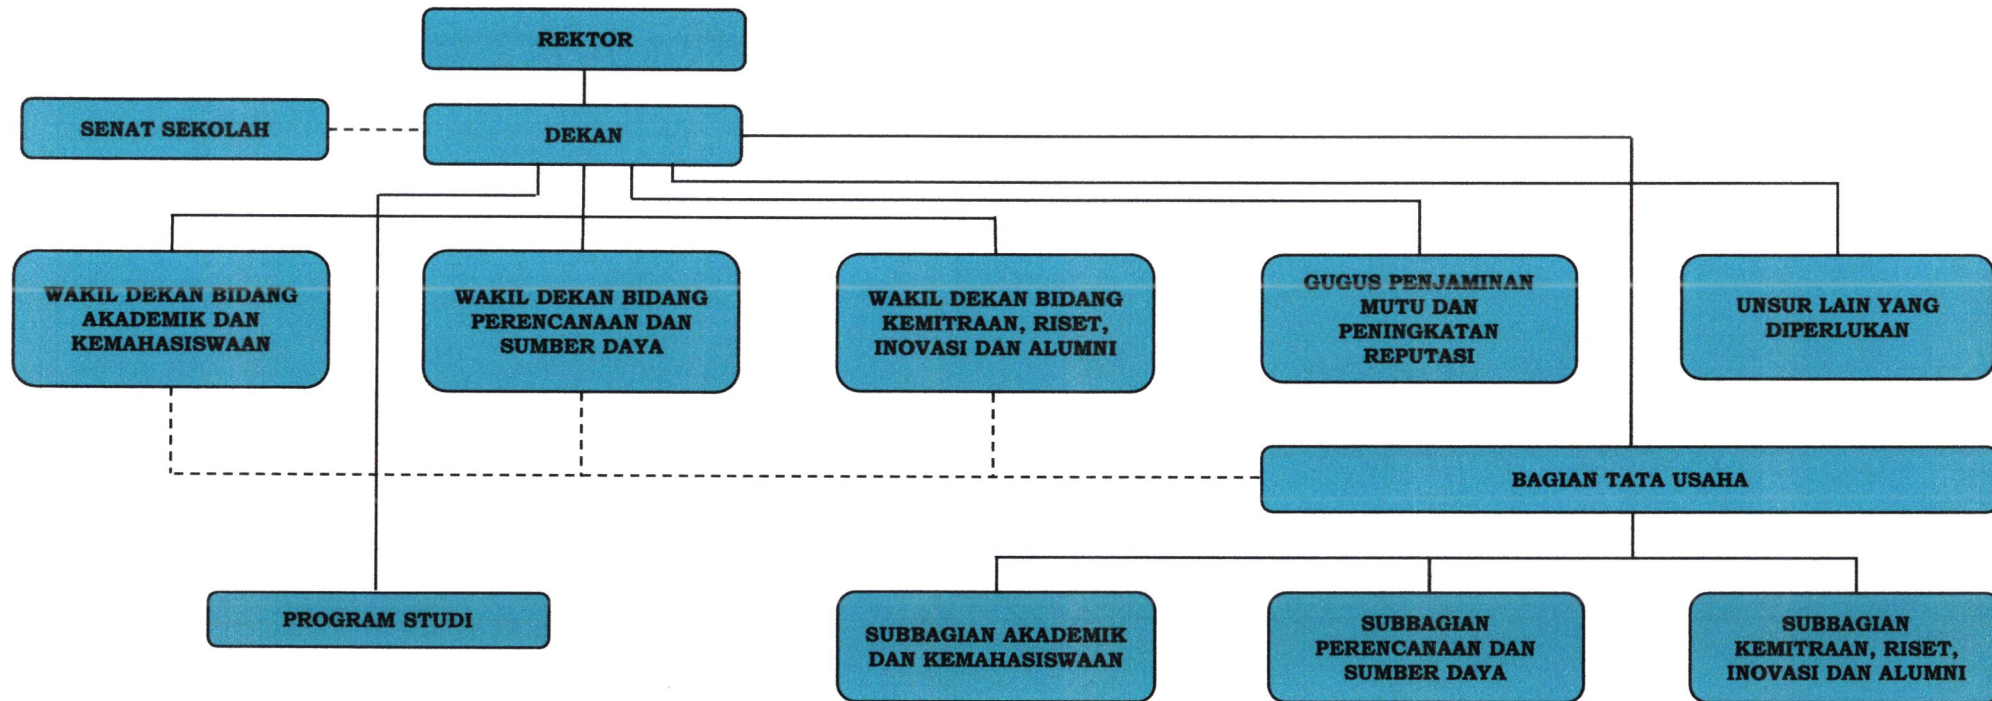 REKTOR
SENAT SEKOLAH
DEKAN
WAKIL DEKAN BIDANG
AKADEMIK DAN
KEMAHASISWAAN
WAKIL DEKAN BIDANG
PERENCANAAN DAN
SUMBER DAYA
WAKIL DEKAN BIDANG
KEMITRAAN, RISET,
INOVASI DAN ALUMNI
GUGUS PENJAMINAN
MUTU DAN
PENINGKATAN
REPUTASI
UNSUR LAIN YANG
DIPERLUKAN
BAGIAN TATA USAHA
PROGRAM STUDI
SUBBAGIAN AKADEMIK
DAN KEMAHASISWAAN
SUBBAGIAN
PERENCANAAN DAN
SUMBER DAYA
SUBBAGIAN
KEMITRAAN, RISET,
INOVASI DAN ALUMNI